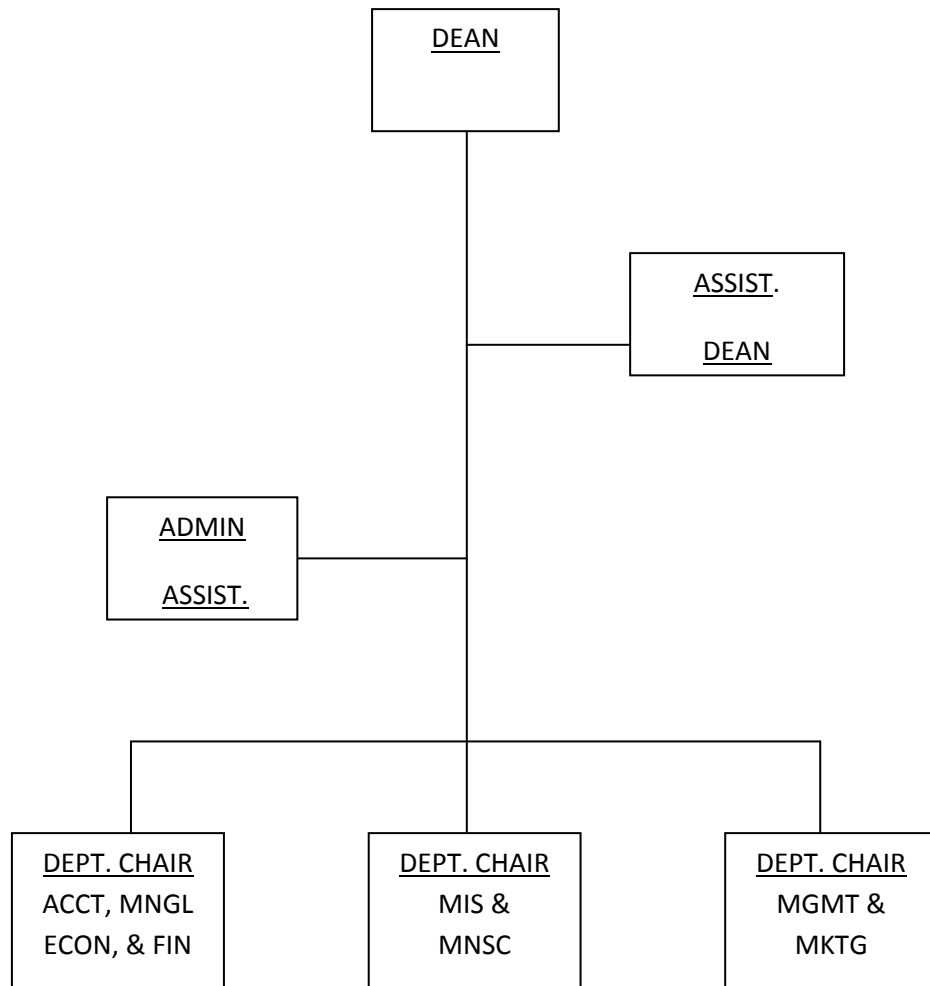 DEAN
ASSIST.
DEAN
ADMIN
ASSIST.
DEPT. CHAIR
ACCT, MNGL
ECON, & FIN
DEPT. CHAIR
MIS &
MNSC
DEPT. CHAIR
MGMT &
MKTG